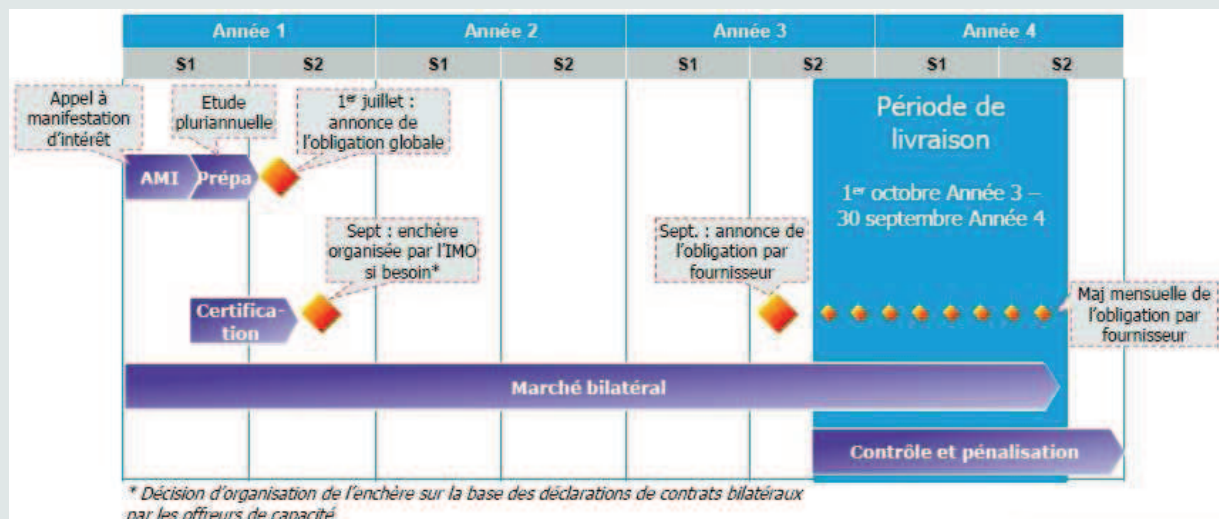 Année 1
Année 2
Année 3
Année 4
S1
S2
S1
S2
S1
S2
S1
S2
Appel à
manifestation
d'intérêt
Etude
pluriannuelle
1er juillet :
annonce de
l'obligation globale
AMI
Prépa
Période de
livraison
1er octobre Année 3 –
30 septembre Année 4
Sept : enchère
organisée par l'IMO
si besoin*
Sept. : annonce de
l'obligation par
fournisseur
Certifica-
tion
Maj mensuelle de
l'obligation par
fournisseur
Marché bilatéral
Contrôle et pénalisation
* Décision d'organisation de l'enchère sur la base des déclarations de contrats bilatéraux
par les offreurs de capacité